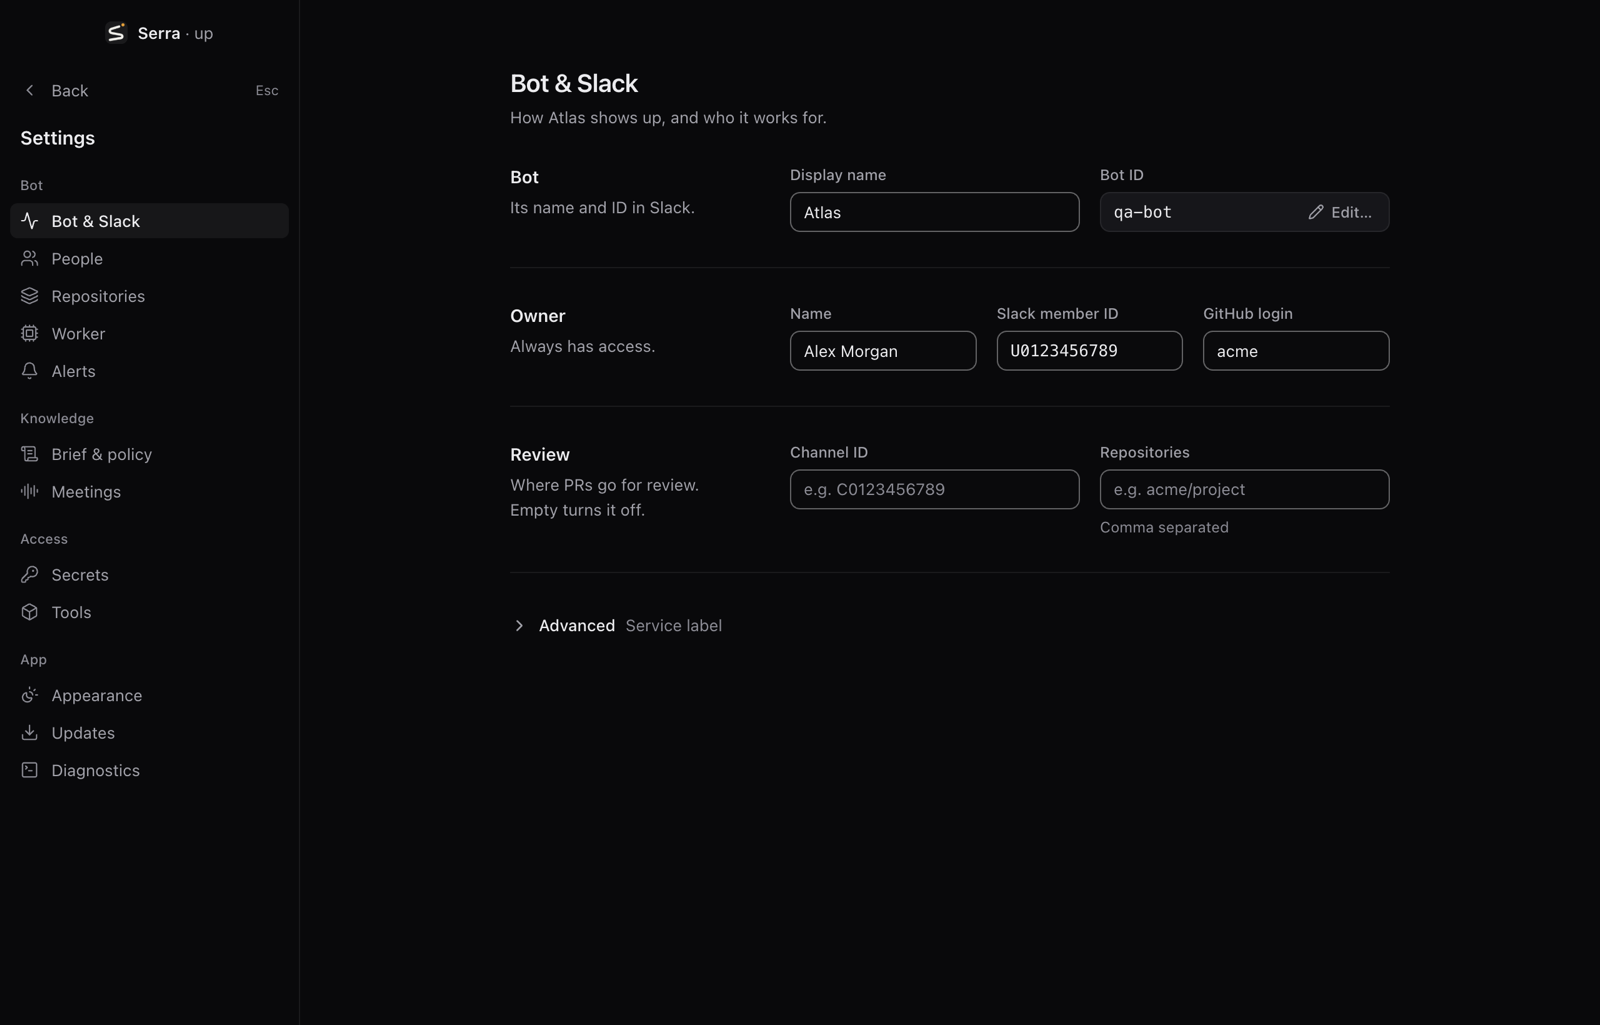 Serra · up
Back Esc
Settings
Bot
Bot & Slack
People
Repositories
Worker
Alerts
Knowledge
Brief & policy
Meetings
Access
Secrets
Tools
App
Appearance
Updates
Diagnostics
Bot & Slack
How Atlas shows up, and who it works for.
Bot
Its name and ID in Slack.
Display name
Atlas
Bot ID
qa-bot Edit...
Owner
Always has access.
Name
Alex Morgan
Slack member ID
U0123456789
GitHub login
acme
Review
Where PRs go for review.
Empty turns it off.
Channel ID
e.g. C0123456789
Repositories
e.g. acme/project
Comma separated
Advanced Service label